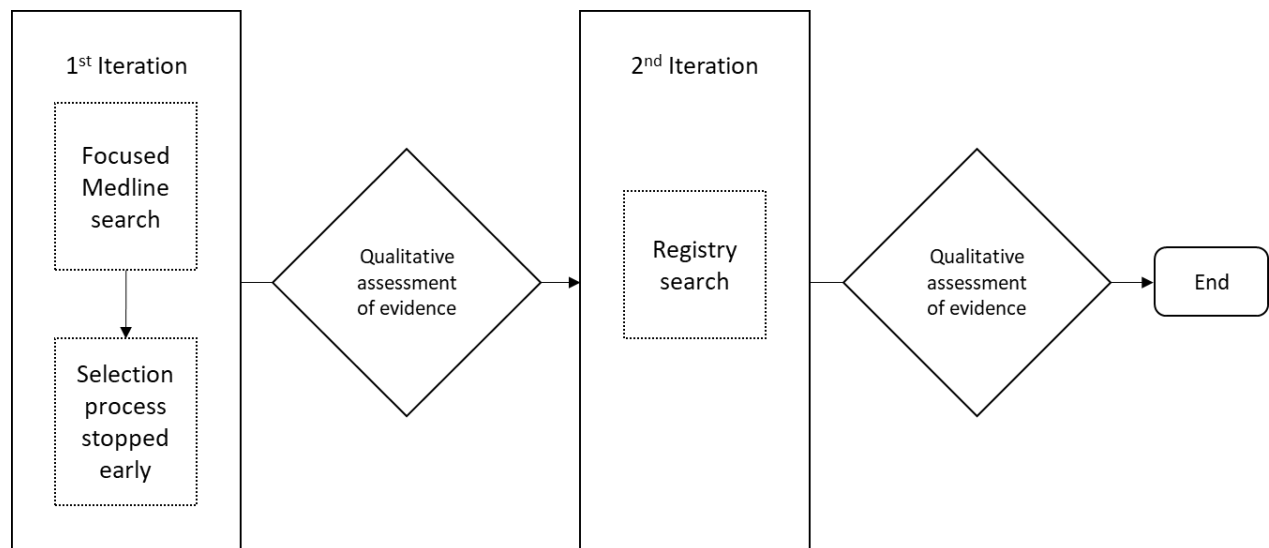 1st Iteration
Focused
Medline
search
Selection
process
stopped
early
Qualitative
assessment
of evidence
2nd Iteration
Registry
search
Qualitative
assessment
of evidence
End